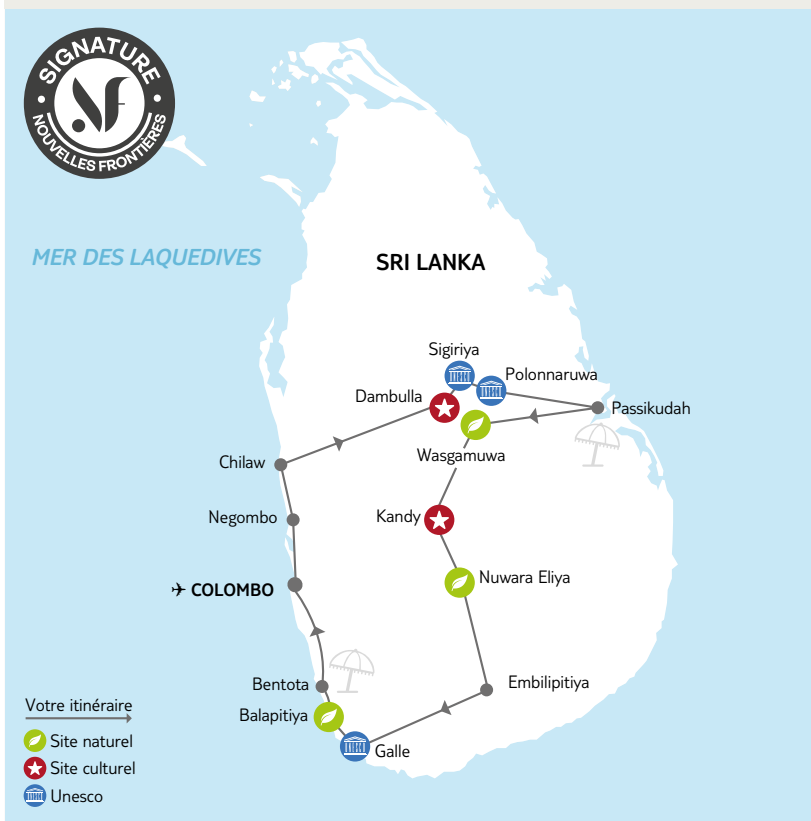 SIGNATURE
NOUVELLES FRONTIÈRES
NF
MER DES LAQUEDIVES
SRI LANKA
Sigiriya
Polonnaruwa
Dambulla
Passikudah
Wasgamuwa
Chilaw
Kandy
Negombo
Nuwara Eliya
COLOMBO
Bentota
Embilipitiya
Balapitiya
Galle
Votre itinéraire
Site naturel
Site culturel
Unesco